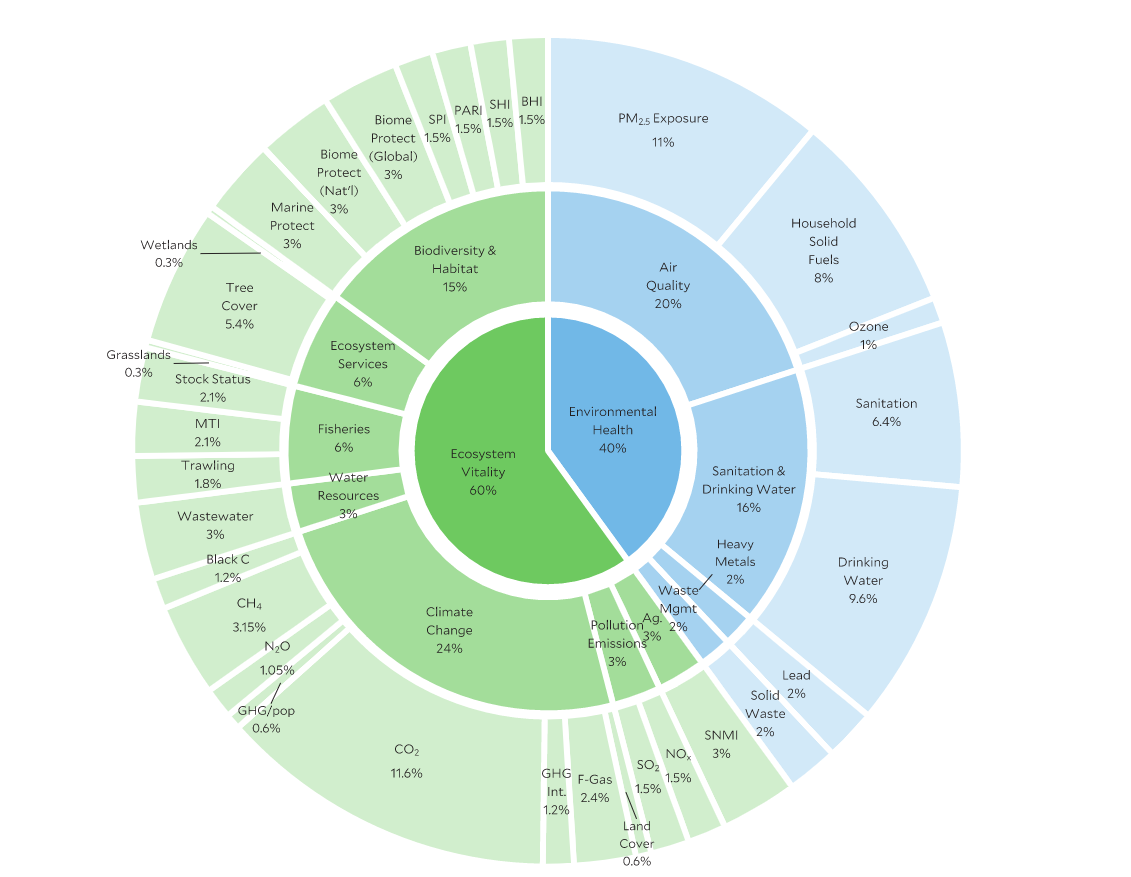 BHI
1.5%
SHI
1.5%
PARI
1.5%
SPI
1.5%
Biome
Protect
(Global)
3%
Biome
Protect
(Nat'l)
3%
Marine
Protect
3%
Wetlands
0.3%
Tree
Cover
5.4%
Grasslands
0.3%
Stock Status
2.1%
MTI
2.1%
Trawling
1.8%
Wastewater
3%
Black C
1.2%
CH₄
3.15%
N₂O
1.05%
GHG/pop
0.6%
CO₂
11.6%
GHG
Int.
1.2%
F-Gas
2.4%
Land
Cover
0.6%
SO₂
1.5%
NOₓ
1.5%
SNMI
3%
Solid
Waste
2%
Lead
2%
Drinking
Water
9.6%
Sanitation
6.4%
Ozone
1%
Household
Solid
Fuels
8%
PM₂.₅ Exposure
11%
Biodiversity &
Habitat
15%
Ecosystem
Services
6%
Fisheries
6%
Water
Resources
3%
Climate
Change
24%
Pollution
Emissions
3%
Ag.
3%
Waste
Mgmt
2%
Heavy
Metals
2%
Sanitation &
Drinking Water
16%
Air
Quality
20%
Ecosystem
Vitality
60%
Environmental
Health
40%